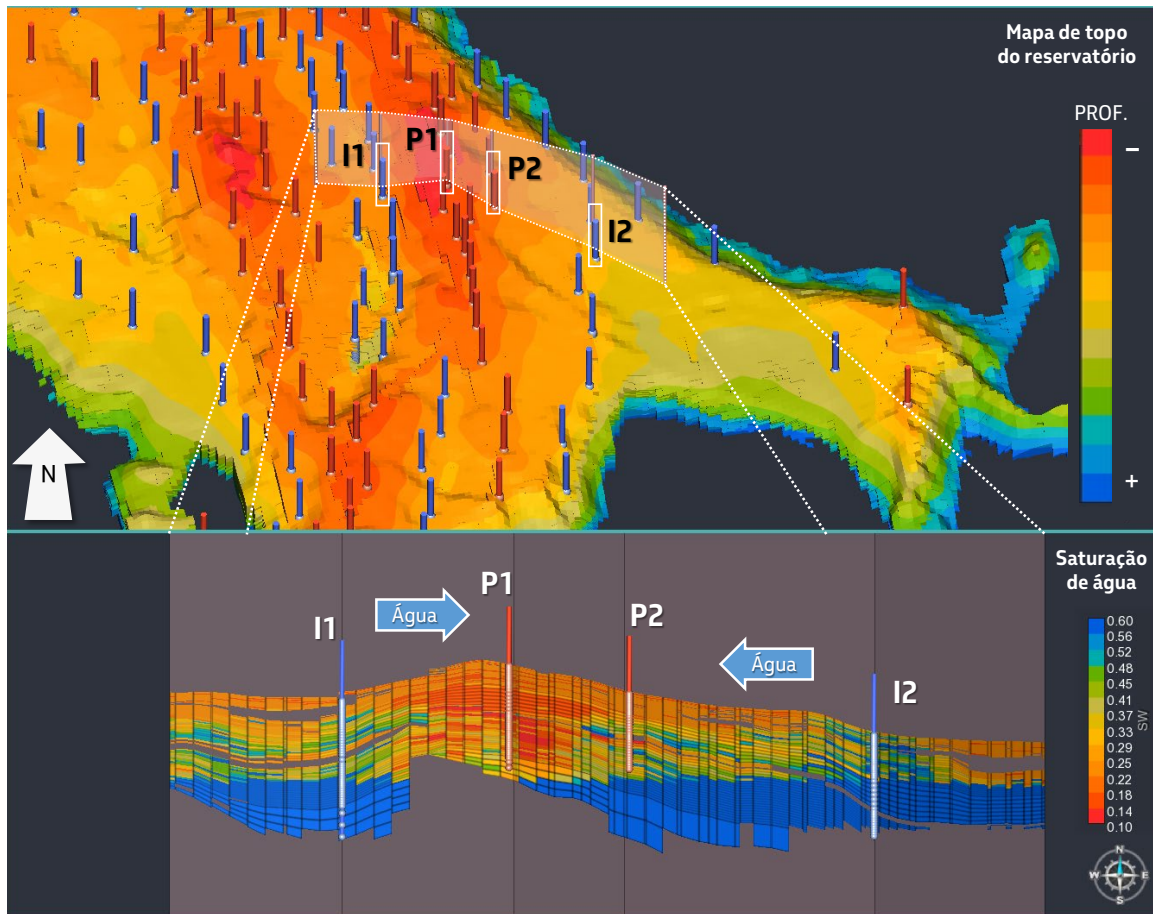 Mapa de topo
do reservatório
PROF.
–
+
I1
P1
P2
I2
N
Saturação
de água
0.60
0.56
0.52
0.48
0.45
0.41
0.37
0.33
0.29
0.25
0.22
0.18
0.14
0.10
SW
I1
Água
P1
P2
Água
I2
N
W
E
S